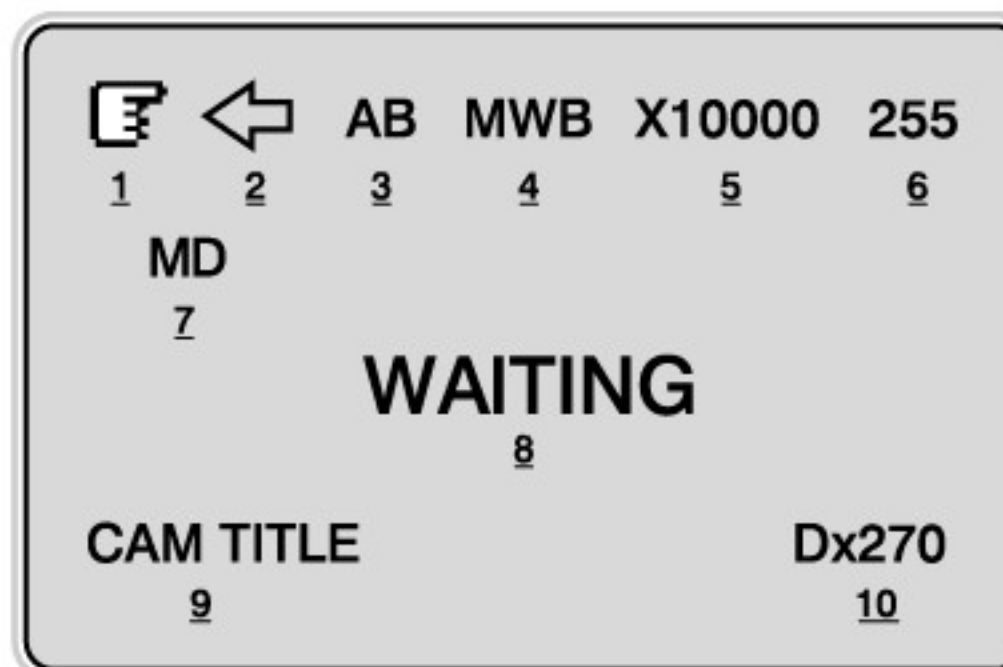 AB MWB X10000 255
1 2 3 4 5 6
MD
7
WAITING
8
CAM TITLE Dx270
9 10